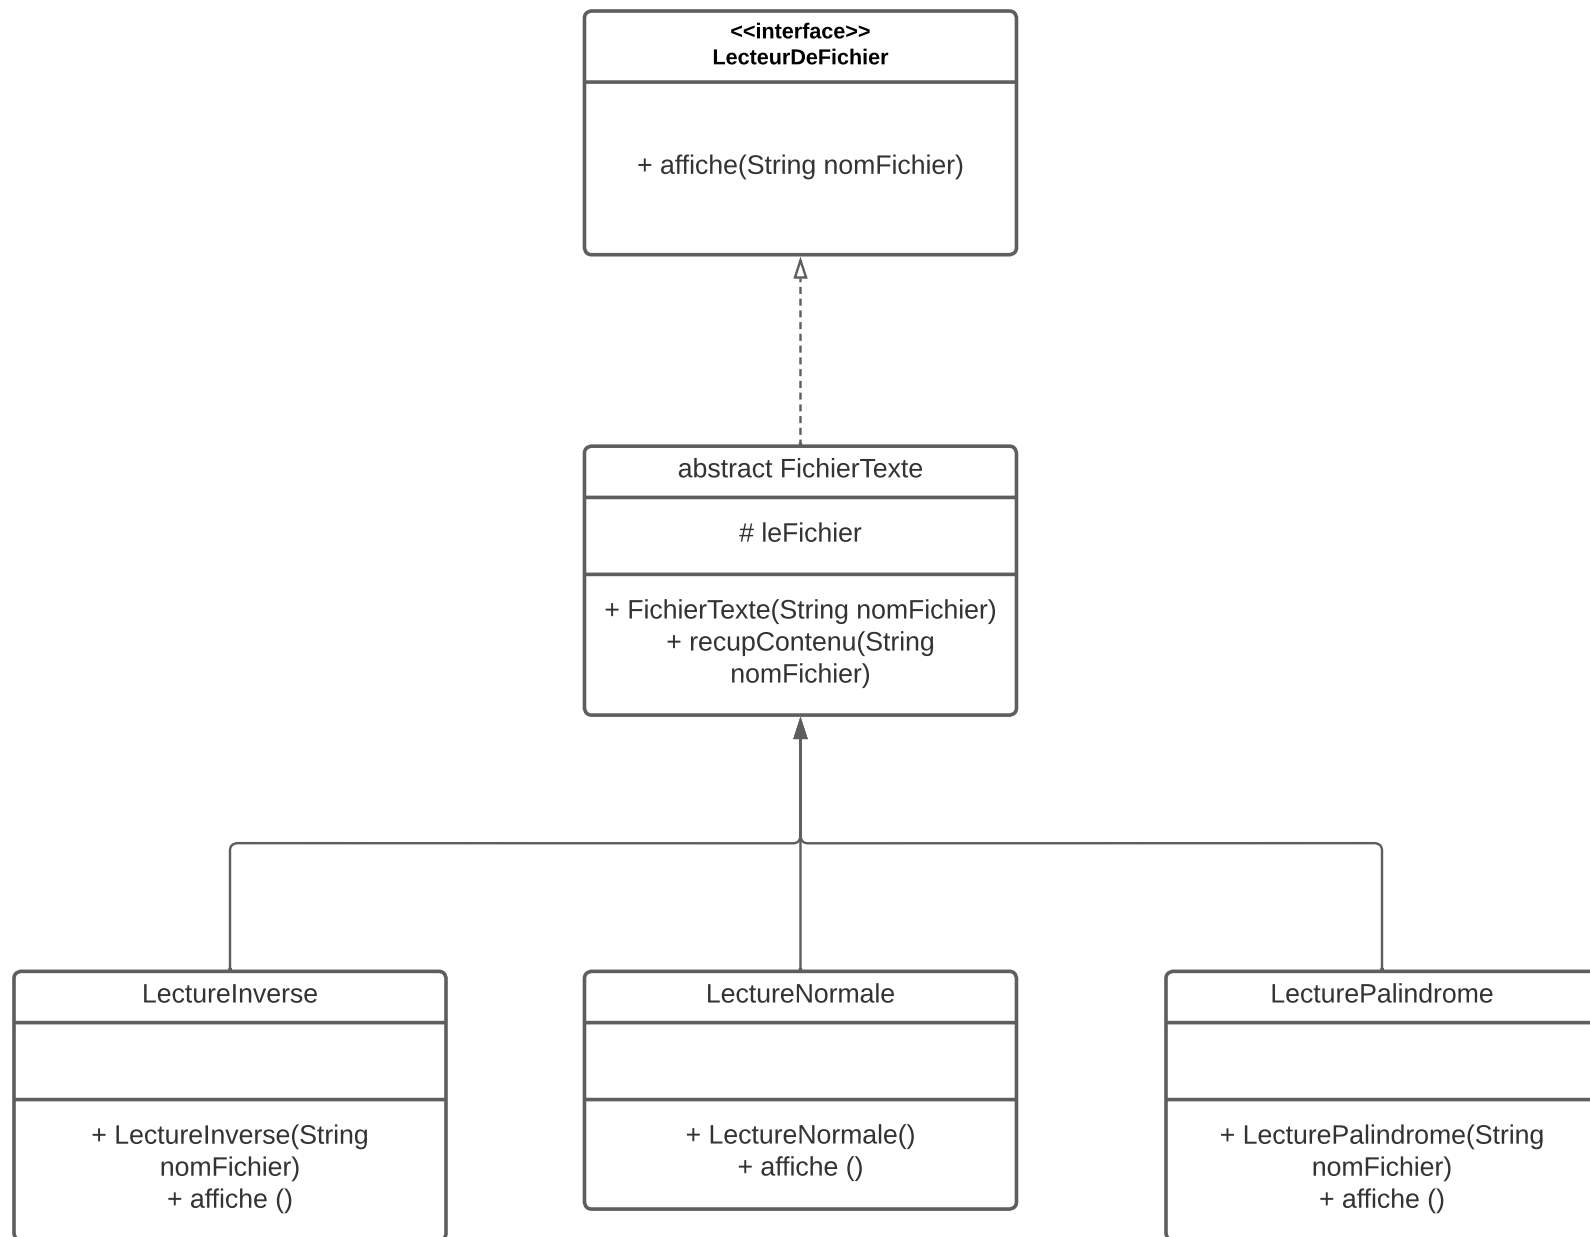 <<interface>>
LecteurDeFichier
+ affiche(String nomFichier)
abstract FichierTexte
# leFichier
+ FichierTexte(String nomFichier)
+ recupContenu(String
nomFichier)
LectureInverse
+ LectureInverse(String
nomFichier)
+ affiche ()
LectureNormale
+ LectureNormale()
+ affiche ()
LecturePalindrome
+ LecturePalindrome(String
nomFichier)
+ affiche ()